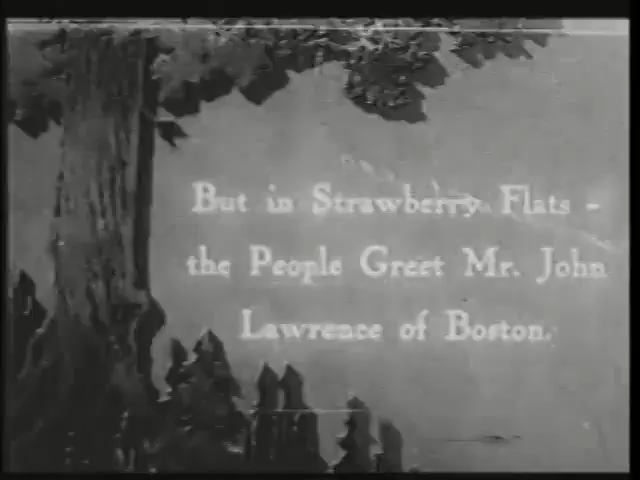 But in Strawberry Flats -
the People Greet Mr. John
Lawrence of Boston.